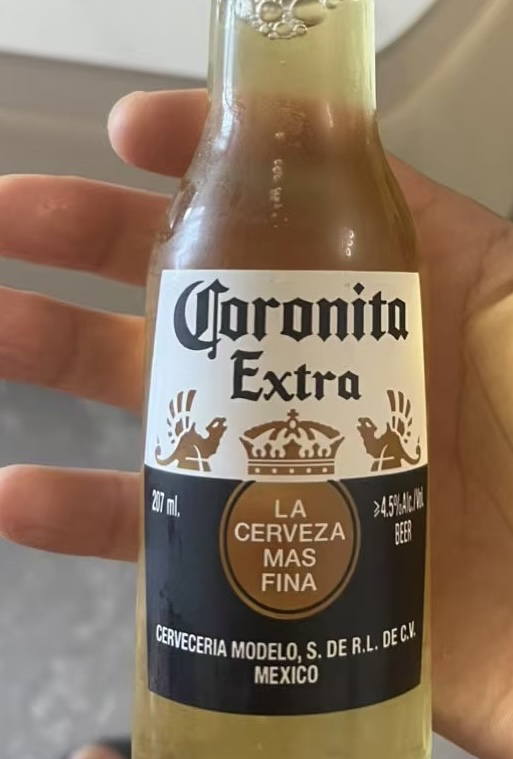 Coronita
Extra
207 ml.
≥4.5%Alc./Vol.
BEER
LA
CERVEZA
MAS
FINA
CERVECERIA MODELO, S. DE R.L. DE C.V.
MEXICO